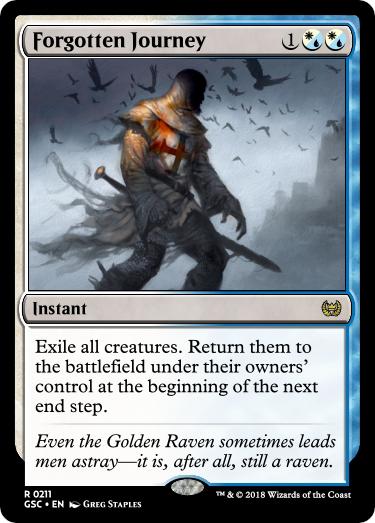 Forgotten Journey 1
Instant
Exile all creatures. Return them to
the battlefield under their owners'
control at the beginning of the next
end step.
Even the Golden Raven sometimes leads
men astray—it is, after all, still a raven.
R 0211
GSC • EN Greg Staples
™ & © 2018 Wizards of the Coast